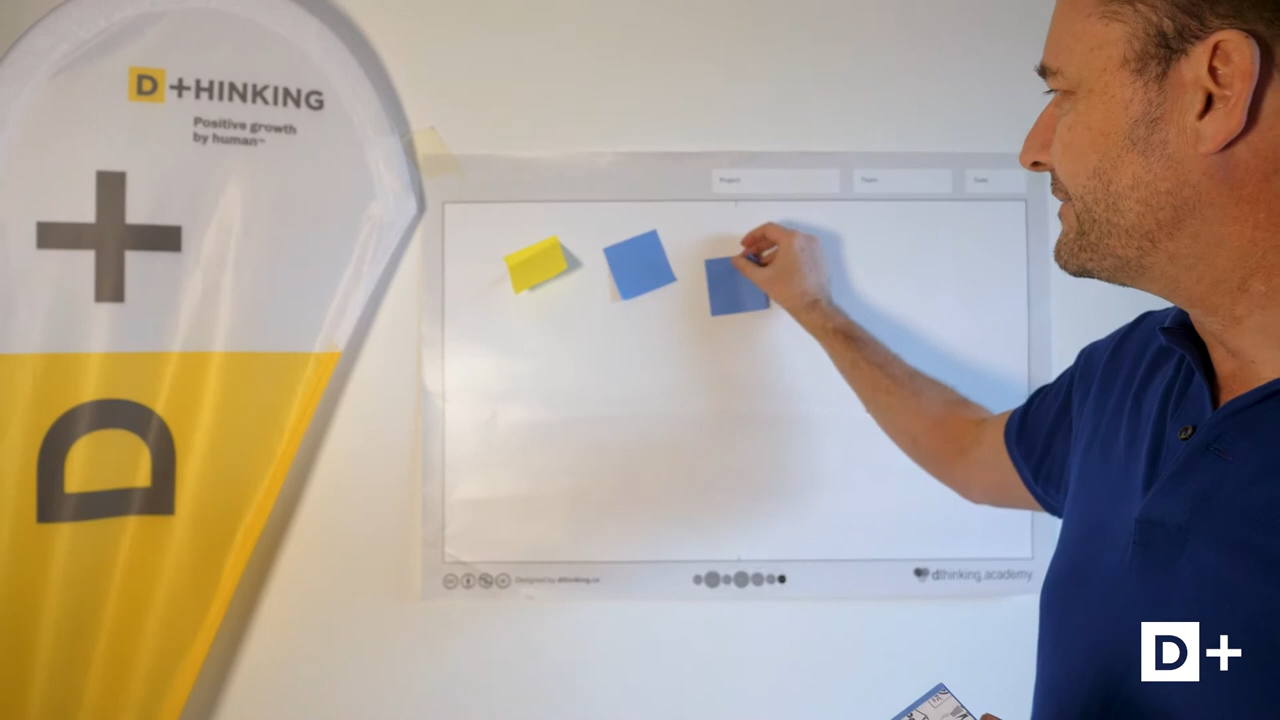 D+HINKING
Positive growth
by human™
D+
Project
Team
Date
Designed by dthinking.co
dthinking.academy
D+